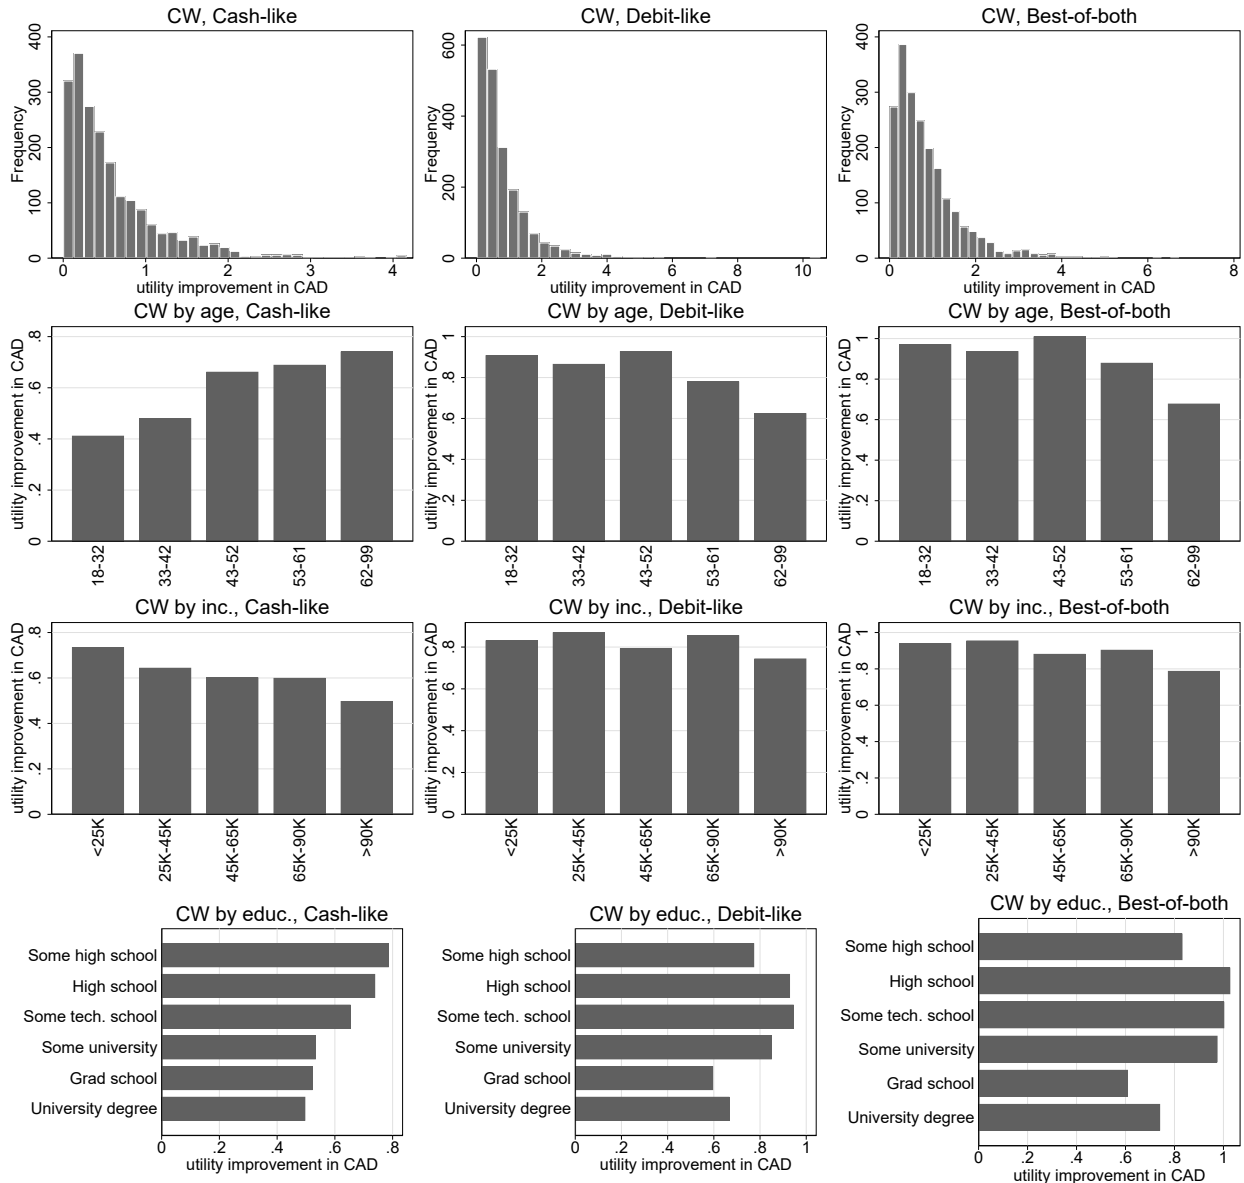 CW, Cash-like
CW, Debit-like
CW, Best-of-both
Frequency
0 100 200 300 400
0 1 2 3 4
utility improvement in CAD
Frequency
0 200 400 600
0 2 4 6 8 10
utility improvement in CAD
Frequency
0 100 200 300 400
0 2 4 6 8
utility improvement in CAD
CW by age, Cash-like
CW by age, Debit-like
CW by age, Best-of-both
utility improvement in CAD
0 .2 .4 .6 .8
18-32 33-42 43-52 53-61 62-99
utility improvement in CAD
0 .2 .4 .6 .8 1
18-32 33-42 43-52 53-61 62-99
utility improvement in CAD
0 .2 .4 .6 .8 1
18-32 33-42 43-52 53-61 62-99
CW by inc., Cash-like
CW by inc., Debit-like
CW by inc., Best-of-both
utility improvement in CAD
0 .2 .4 .6 .8
<25K 25K-45K 45K-65K 65K-90K >90K
utility improvement in CAD
0 .2 .4 .6 .8
<25K 25K-45K 45K-65K 65K-90K >90K
utility improvement in CAD
0 .2 .4 .6 .8 1
<25K 25K-45K 45K-65K 65K-90K >90K
CW by educ., Cash-like
Some high school
High school
Some tech. school
Some university
Grad school
University degree
0 .2 .4 .6 .8
utility improvement in CAD
CW by educ., Debit-like
Some high school
High school
Some tech. school
Some university
Grad school
University degree
0 .2 .4 .6 .8 1
utility improvement in CAD
CW by educ., Best-of-both
Some high school
High school
Some tech. school
Some university
Grad school
University degree
0 .2 .4 .6 .8 1
utility improvement in CAD